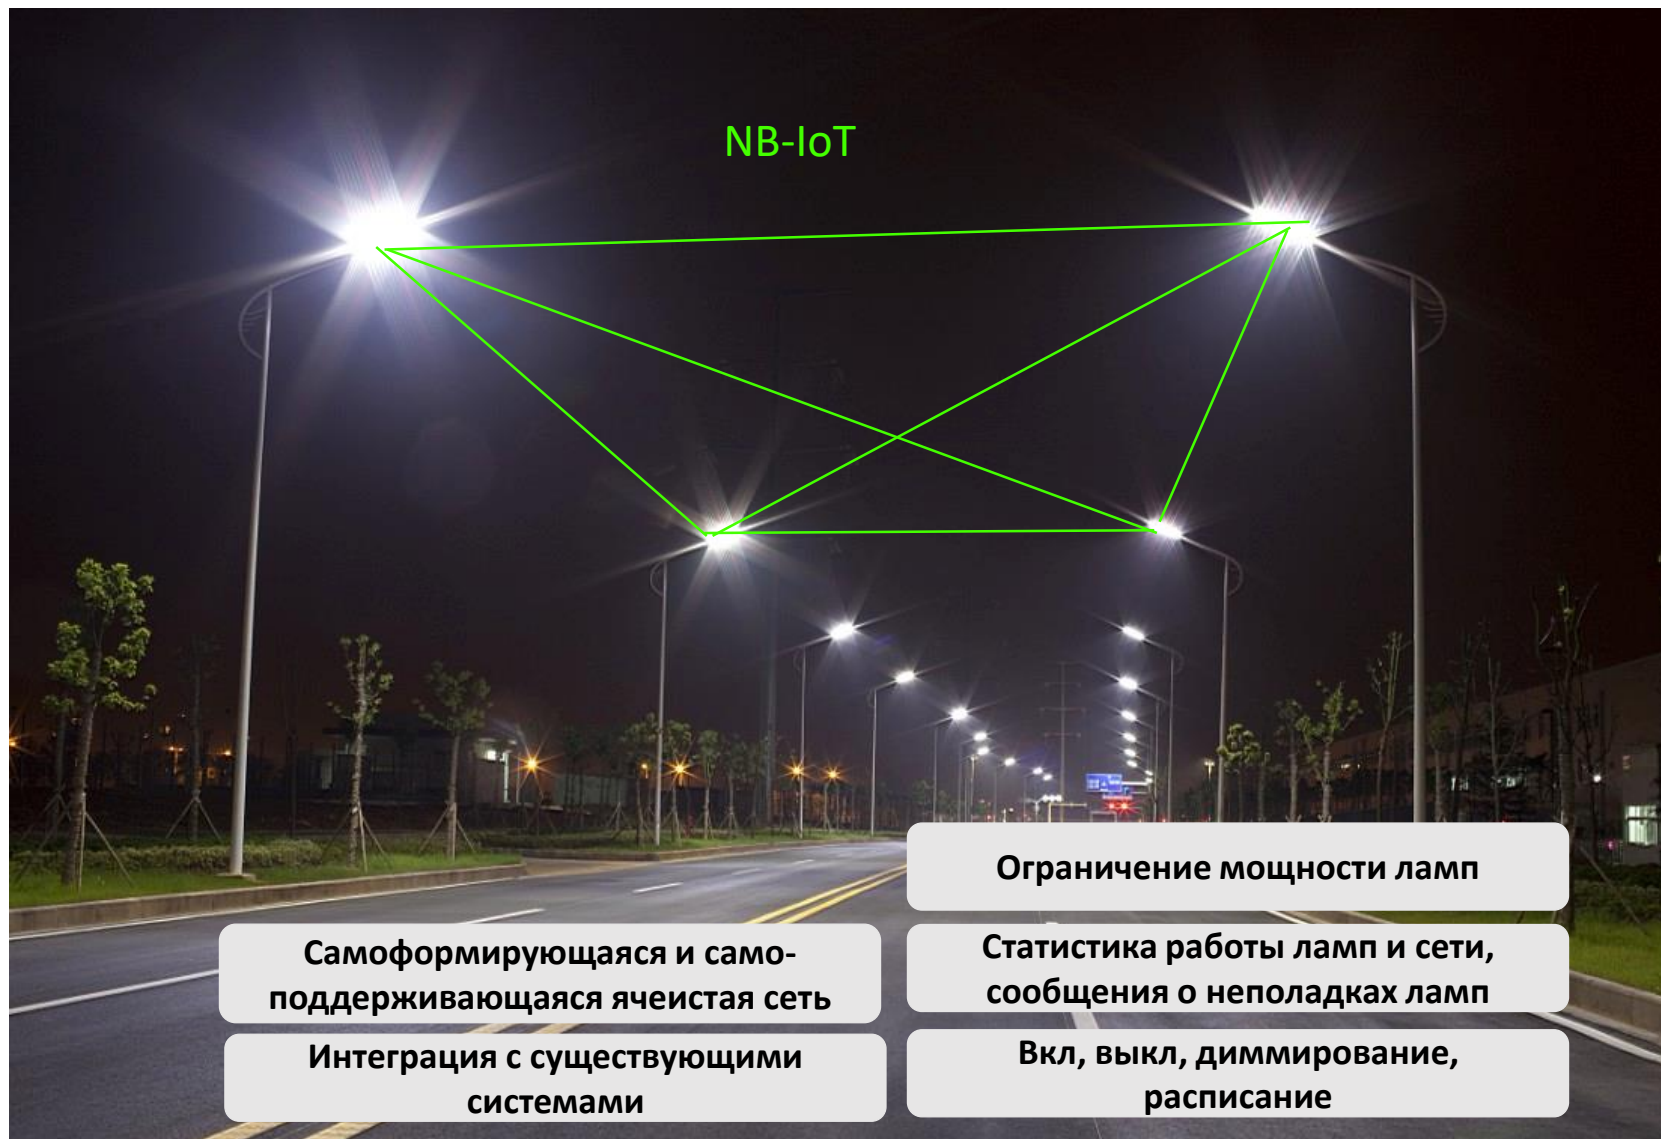 NB-IoT
Ограничение мощности ламп
Самоформирующаяся и само-
поддерживающаяся ячеистая сеть
Статистика работы ламп и сети,
сообщения о неполадках ламп
Интеграция с существующими
системами
Вкл, выкл, диммирование,
расписание